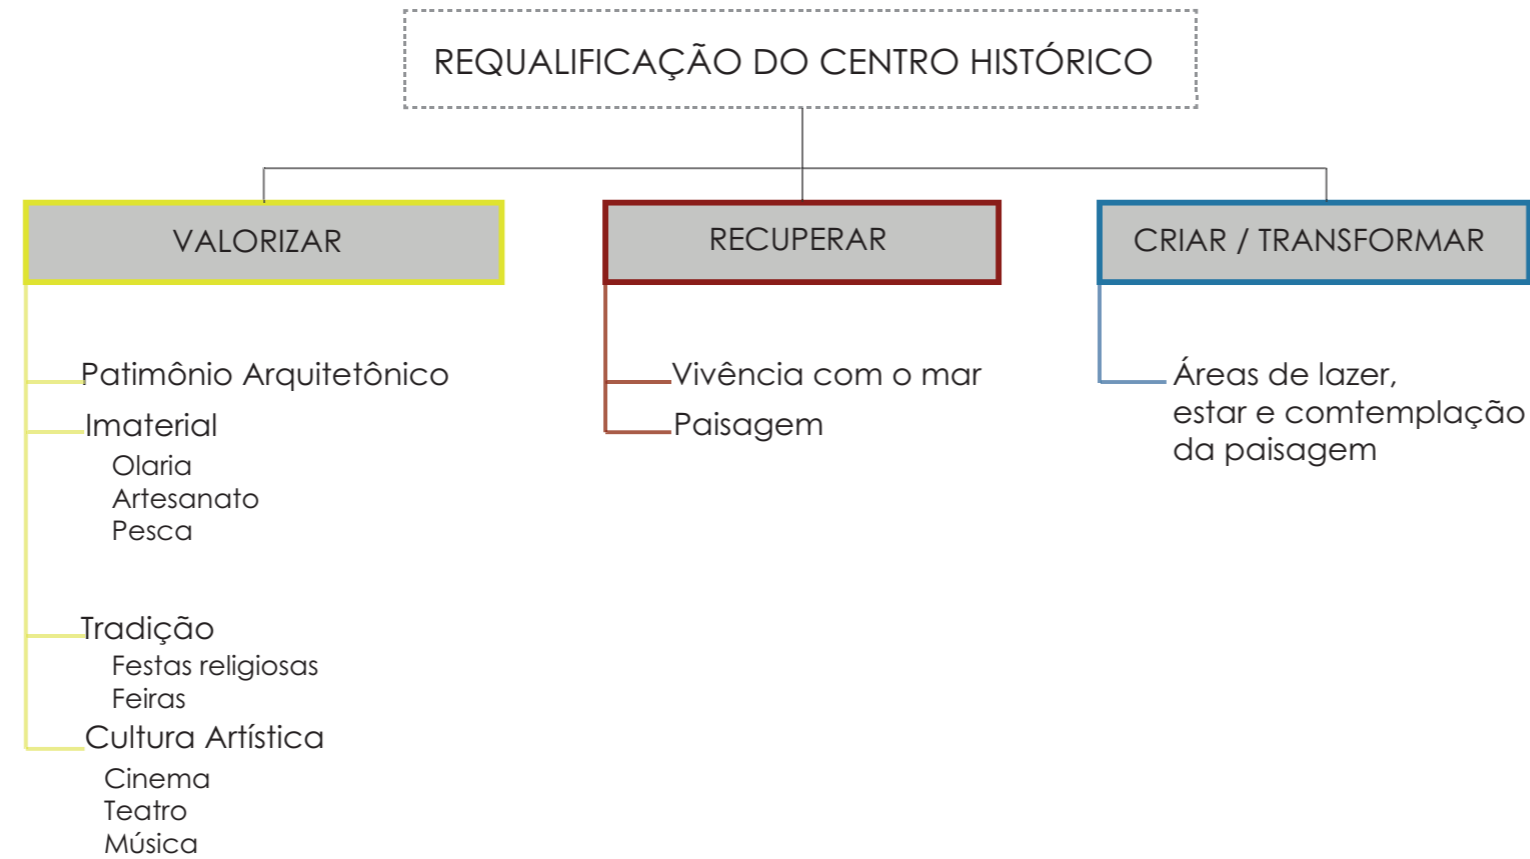 REQUALIFICAÇÃO DO CENTRO HISTÓRICO
VALORIZAR
Patimônio Arquitetônico
Imaterial
Olaria
Artesanato
Pesca
Tradição
Festas religiosas
Feiras
Cultura Artística
Cinema
Teatro
Música
RECUPERAR
Vivência com o mar
Paisagem
CRIAR / TRANSFORMAR
Áreas de lazer,
estar e comtemplação
da paisagem